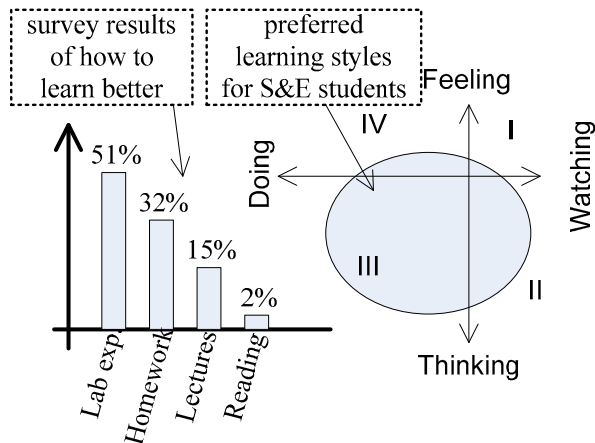 survey results
of how to
learn better
preferred
learning styles
for S&E students
Feeling
IV
I
Doing
Watching
51%
32%
15%
2%
III
II
Lab exp.
Homework
Lectures
Reading
Thinking